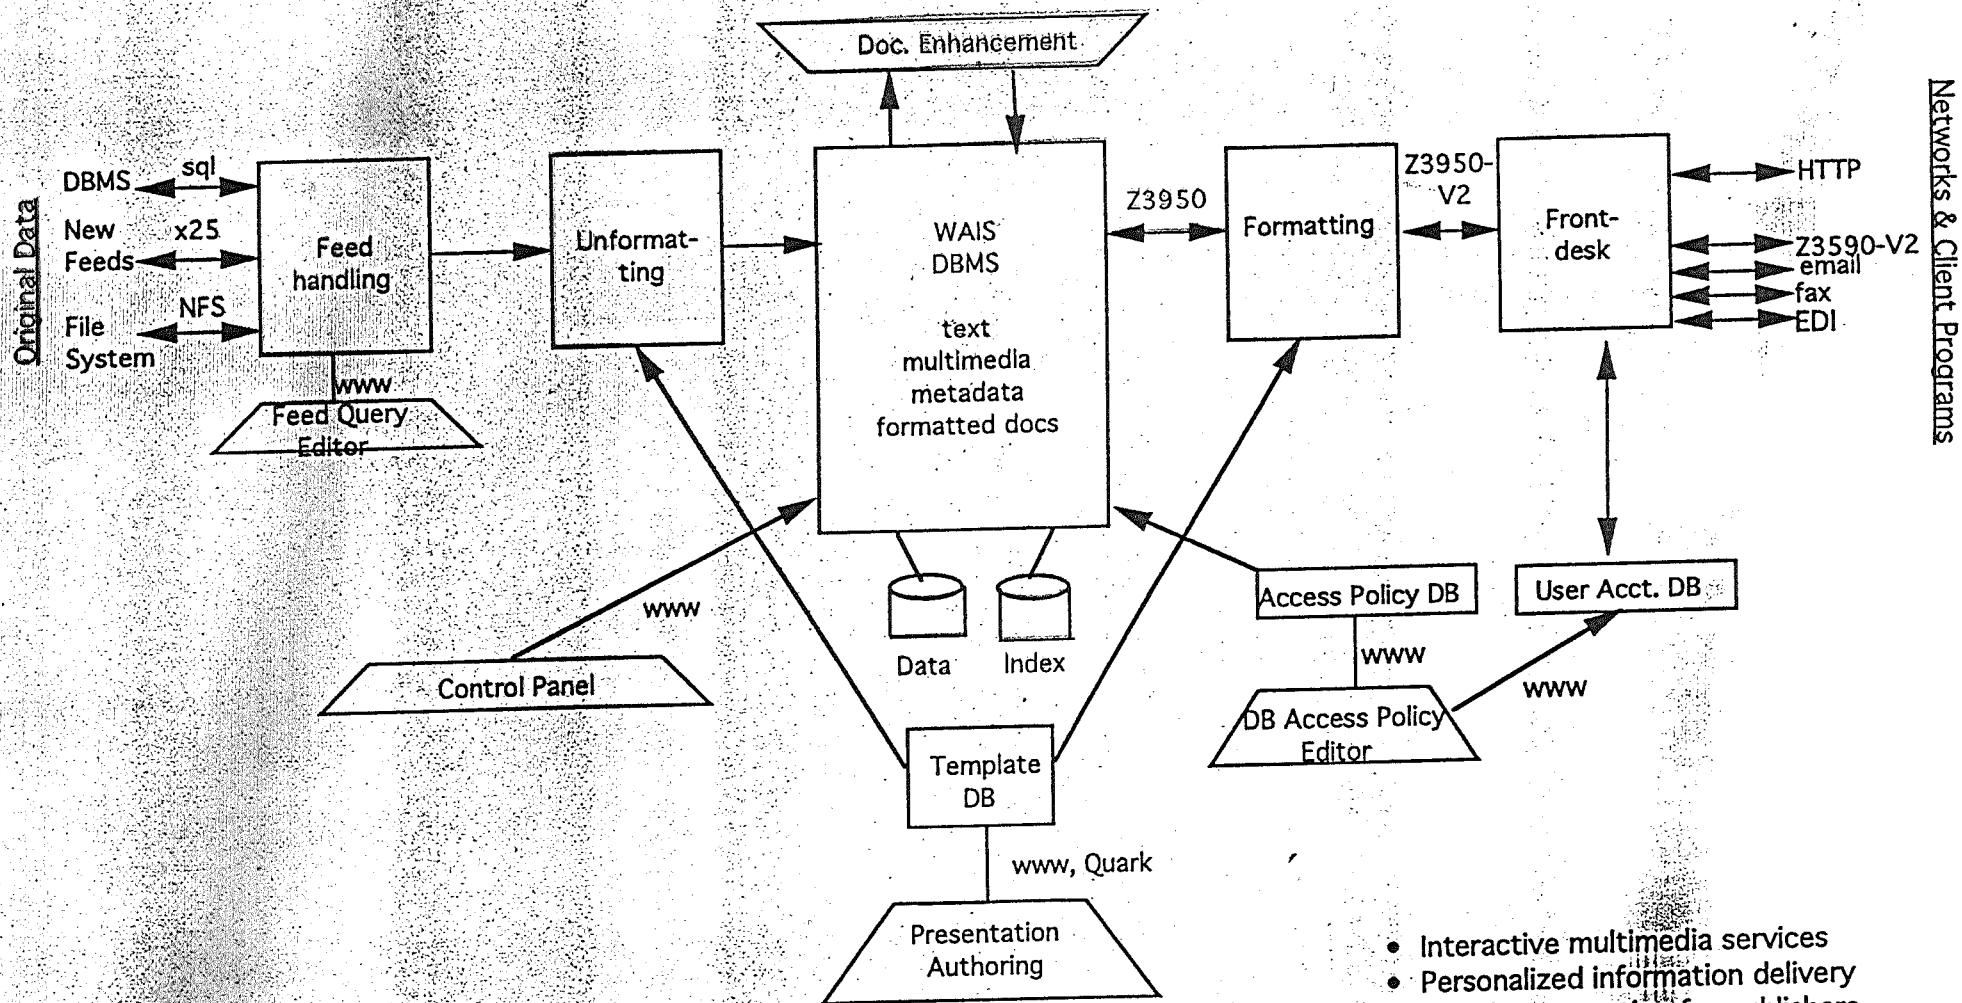 Doc. Enhancement
Original Data
DBMS
sql
New
Feeds
x25
File
System
NFS
Feed
handling
www
Feed Query
Editor
Unformat-
ting
WAIS
DBMS
text
multimedia
metadata
formatted docs
Z3950
Formatting
Z3950-
V2
Front-
desk
HTTP
Z3590-V2
email
fax
EDI
Networks & Client Programs
www
Control Panel
Data
Index
Access Policy DB
User Acct. DB
www
www
DB Access Policy
Editor
Template
DB
www, Quark
Presentation
Authoring
• Interactive multimedia services
• Personalized information delivery